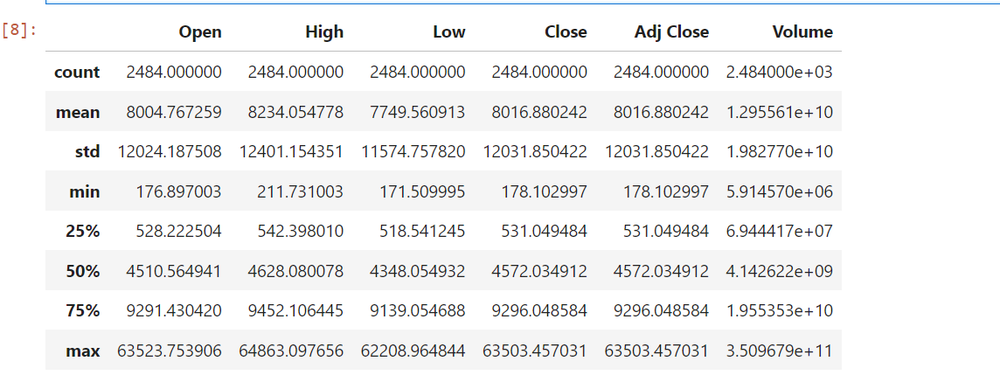 [8]:
Open High Low Close Adj Close Volume
count 2484.000000 2484.000000 2484.000000 2484.000000 2484.000000 2.484000e+03
mean 8004.767259 8234.054778 7749.560913 8016.880242 8016.880242 1.295561e+10
std 12024.187508 12401.154351 11574.757820 12031.850422 12031.850422 1.982770e+10
min 176.897003 211.731003 171.509995 178.102997 178.102997 5.914570e+06
25% 528.222504 542.398010 518.541245 531.049484 531.049484 6.944417e+07
50% 4510.564941 4628.080078 4348.054932 4572.034912 4572.034912 4.142622e+09
75% 9291.430420 9452.106445 9139.054688 9296.048584 9296.048584 1.955353e+10
max 63523.753906 64863.097656 62208.964844 63503.457031 63503.457031 3.509679e+11